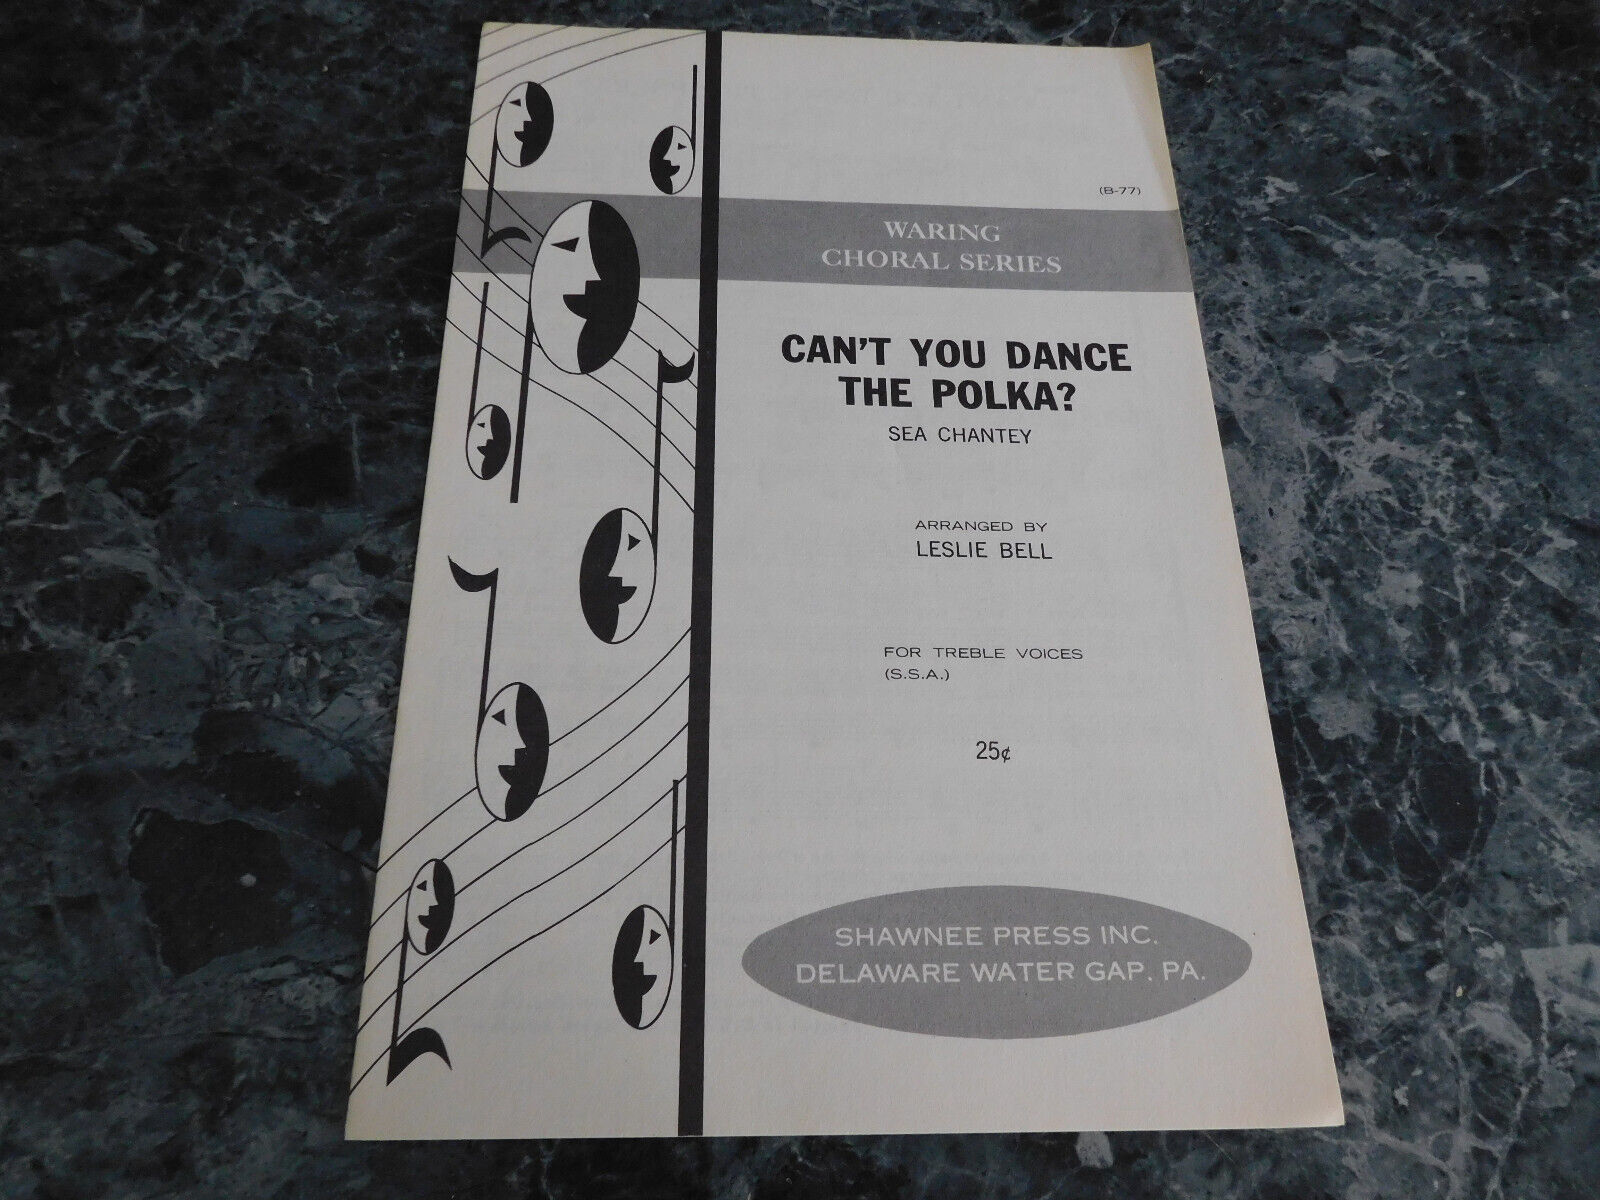 (B-77)
WARING
CHORAL SERIES
CAN'T YOU DANCE
THE POLKA?
SEA CHANTEY
ARRANGED BY
LESLIE BELL
FOR TREBLE VOICES
(S.S.A.)
25¢
SHAWNEE PRESS INC.
DELAWARE WATER GAP, PA.